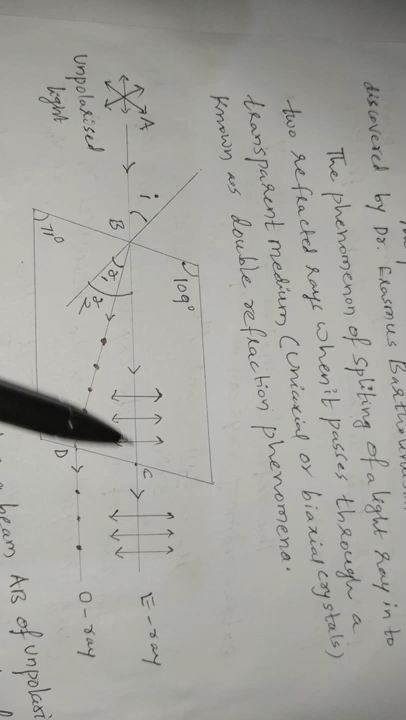 discovered by Dr. Erasmus
The phenomenon of spliting of a light ray in to
two refracted rays when it passes through a
transparent medium (Uniaxial or biaxial crystals)
known as double refraction phenomena.
A
Unpolarised
light
i
B
109°
71°
r₁
r₂
C
D
E-ray
O-ray
beam AB of unpolari